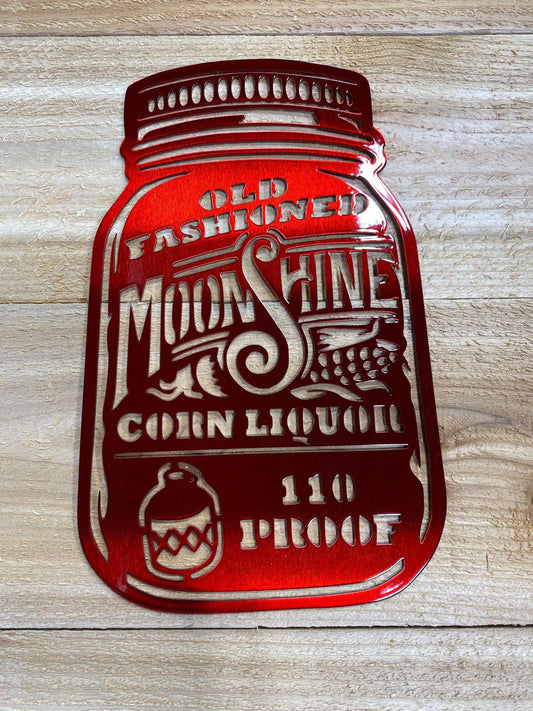 OLD
FASHIONED
MOONSHINE
CORN LIQUOR
110
PROOF